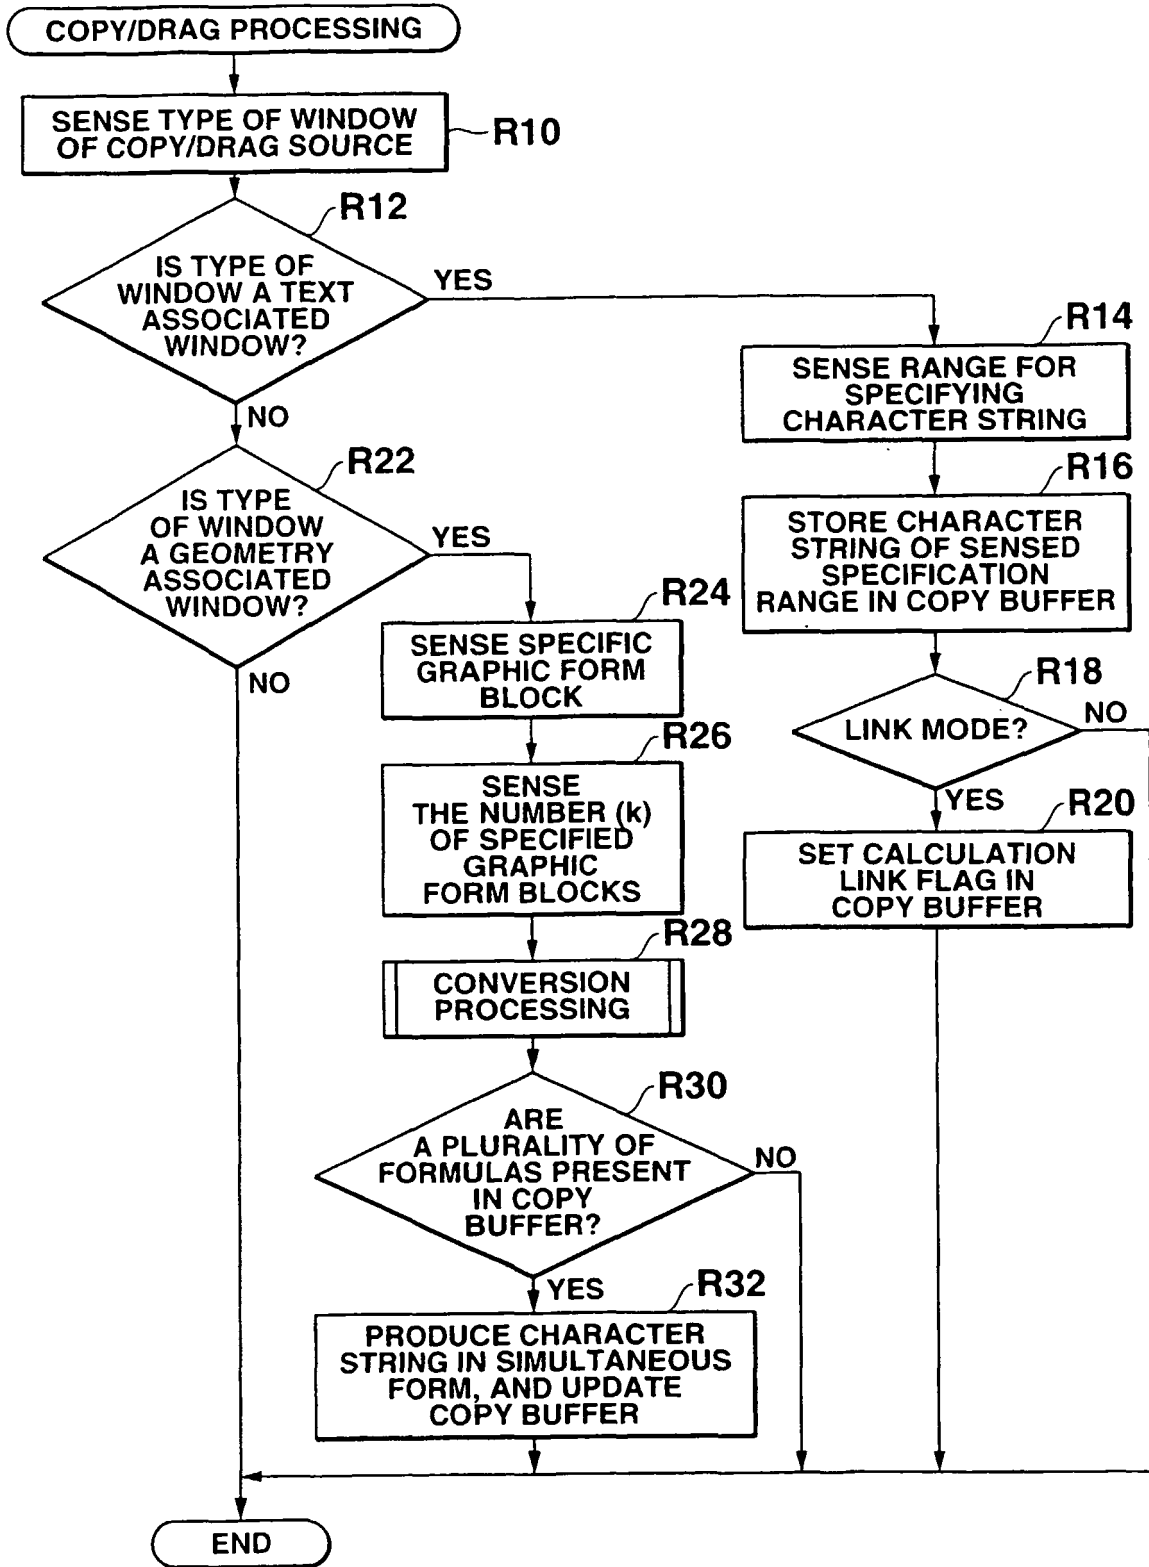 COPY/DRAG PROCESSING
SENSE TYPE OF WINDOW
OF COPY/DRAG SOURCE
R10
R12
IS TYPE OF
WINDOW A TEXT
ASSOCIATED
WINDOW?
YES
NO
R14
SENSE RANGE FOR
SPECIFYING
CHARACTER STRING
R16
STORE CHARACTER
STRING OF SENSED
SPECIFICATION
RANGE IN COPY BUFFER
R18
LINK MODE?
NO
YES
R20
SET CALCULATION
LINK FLAG IN
COPY BUFFER
R22
IS TYPE
OF WINDOW
A GEOMETRY
ASSOCIATED
WINDOW?
YES
NO
R24
SENSE SPECIFIC
GRAPHIC FORM
BLOCK
R26
SENSE
THE NUMBER (k)
OF SPECIFIED
GRAPHIC
FORM BLOCKS
R28
CONVERSION
PROCESSING
R30
ARE
A PLURALITY OF
FORMULAS PRESENT
IN COPY
BUFFER?
NO
YES
R32
PRODUCE CHARACTER
STRING IN SIMULTANEOUS
FORM, AND UPDATE
COPY BUFFER
END